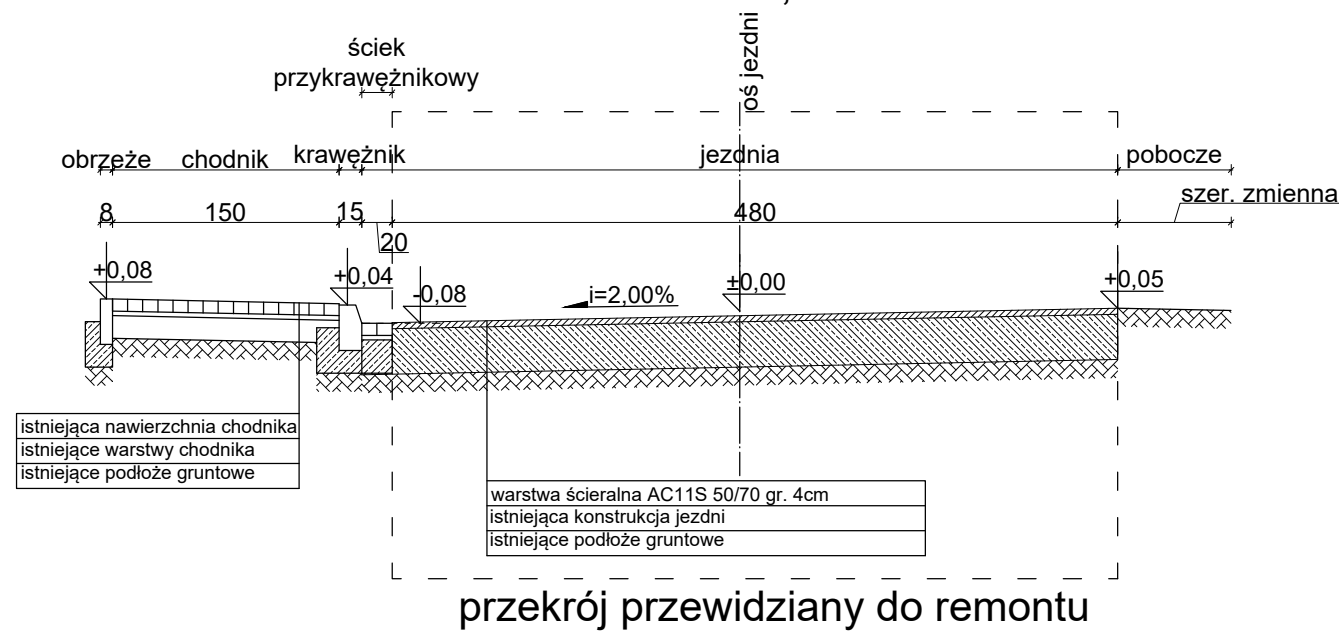 oś jezdni
ściek
przykrawężnikowy
obrzeże chodnik krawężnik jezdnia pobocze
8 150 15 480 szer. zmienna
20
+0,08 +0,04 -0,08 i=2,00% ±0,00 +0,05
istniejąca nawierzchnia chodnika
istniejące warstwy chodnika
istniejące podłoże gruntowe
warstwa ścieralna AC11S 50/70 gr. 4cm
istniejąca konstrukcja jezdni
istniejące podłoże gruntowe
przekrój przewidziany do remontu